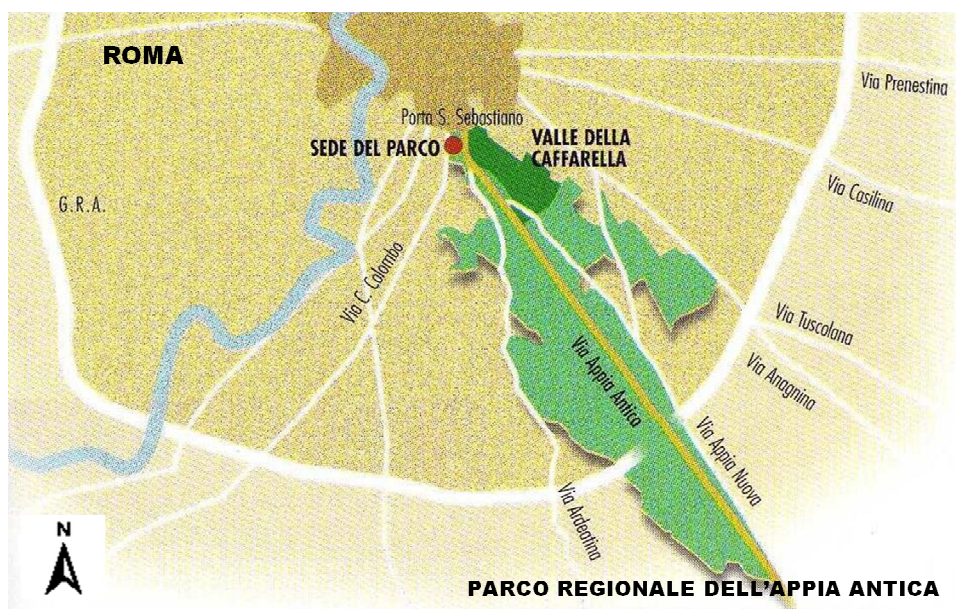 ROMA
Via Prenestina
Porta S. Sebastiano
SEDE DEL PARCO
VALLE DELLA
CAFFARELLA
Via Casilina
G.R.A.
Via C. Colombo
Via Tuscolana
Via Appia Antica
Via Anagnina
Via Appia Nuova
Via Ardeatina
N
PARCO REGIONALE DELL'APPIA ANTICA